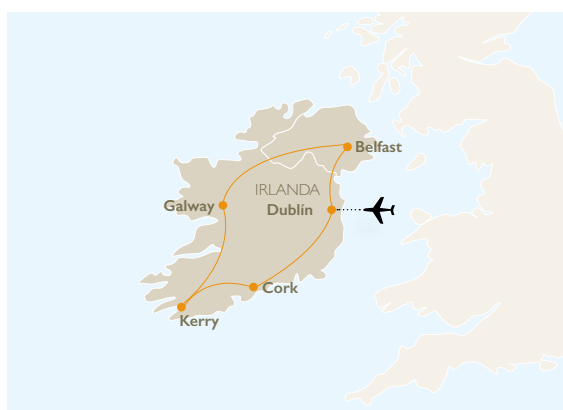 Belfast
IRLANDA
Galway
Dublín
Cork
Kerry